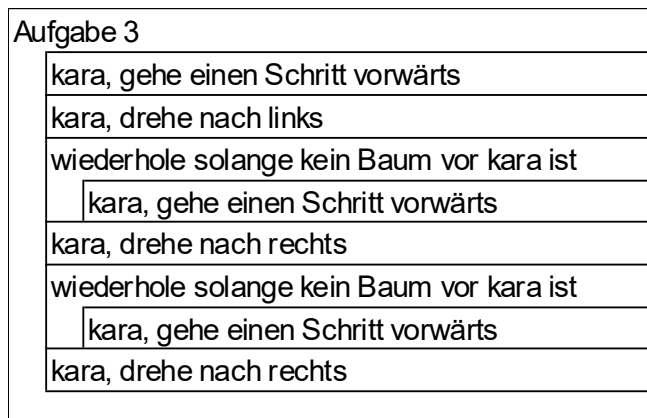 Aufgabe 3
kara, gehe einen Schritt vorwärts
kara, drehe nach links
wiederhole solange kein Baum vor kara ist
kara, gehe einen Schritt vorwärts
kara, drehe nach rechts
wiederhole solange kein Baum vor kara ist
kara, gehe einen Schritt vorwärts
kara, drehe nach rechts